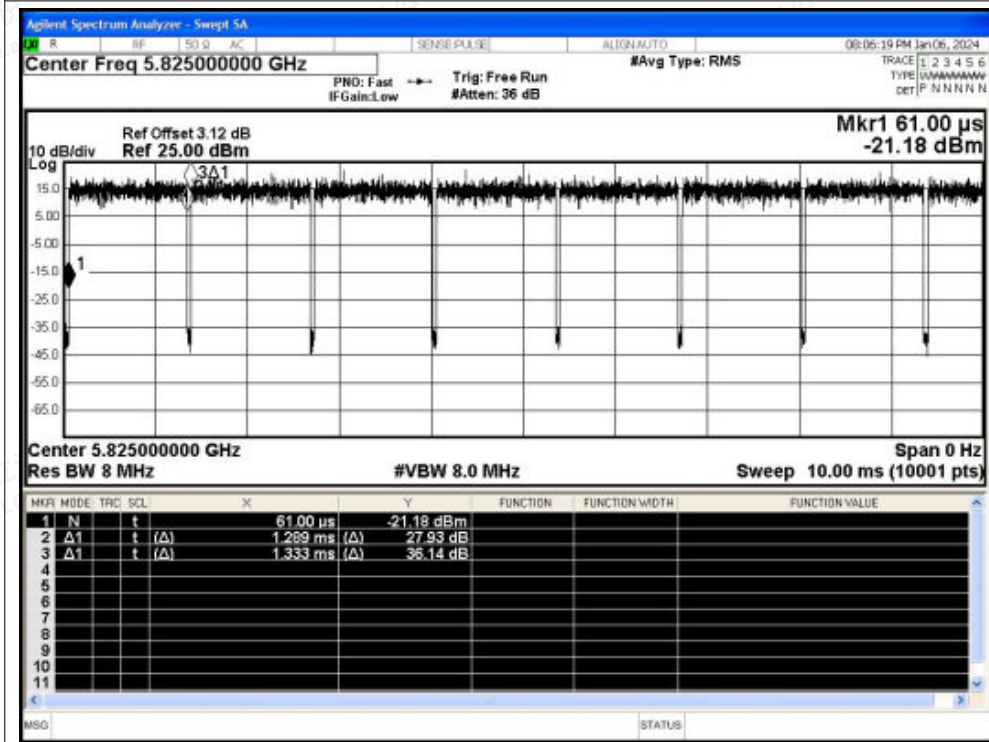 Agilent Spectrum Analyzer - Swept SA
LXI R RF 50 Ω AC SENSE:PULSE ALIGN AUTO 08:06:19 PM Jan 06, 2024
Center Freq 5.825000000 GHz #Avg Type: RMS TRACE 1 2 3 4 5 6
PNO: Fast Trig: Free Run TYPE
IFGain:Low #Atten: 36 dB DET P N N N N N
Mkr1 61.00 µs
Ref Offset 3.12 dB
10 dB/div Ref 25.00 dBm -21.18 dBm
Log
3Δ1
15.0
5.00
-5.00
-15.0
1
-25.0
-35.0
-45.0
-55.0
-65.0
Center 5.825000000 GHz Span 0 Hz
Res BW 8 MHz #VBW 8.0 MHz Sweep 10.00 ms (10001 pts)
MKR MODE TRC SCL X Y FUNCTION FUNCTION WIDTH FUNCTION VALUE
1 N t 61.00 µs -21.18 dBm
2 Δ1 t (Δ) 1.289 ms (Δ) 27.93 dB
3 Δ1 t (Δ) 1.333 ms (Δ) 36.14 dB
4
5
6
7
8
9
10
11
MSG STATUS